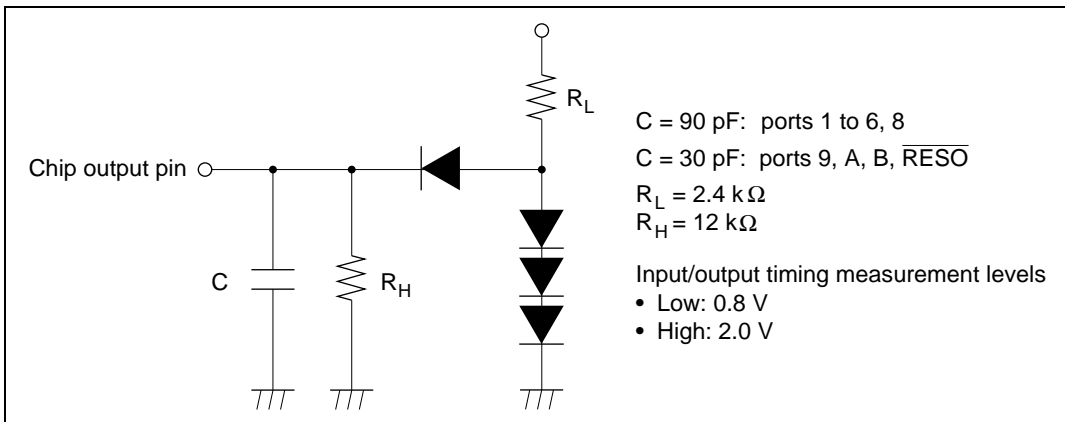 R_L
Chip output pin
C
R_H
C = 90 pF: ports 1 to 6, 8
C = 30 pF: ports 9, A, B, R̅E̅S̅O̅
R_L = 2.4 kΩ
R_H = 12 kΩ
Input/output timing measurement levels
• Low: 0.8 V
• High: 2.0 V